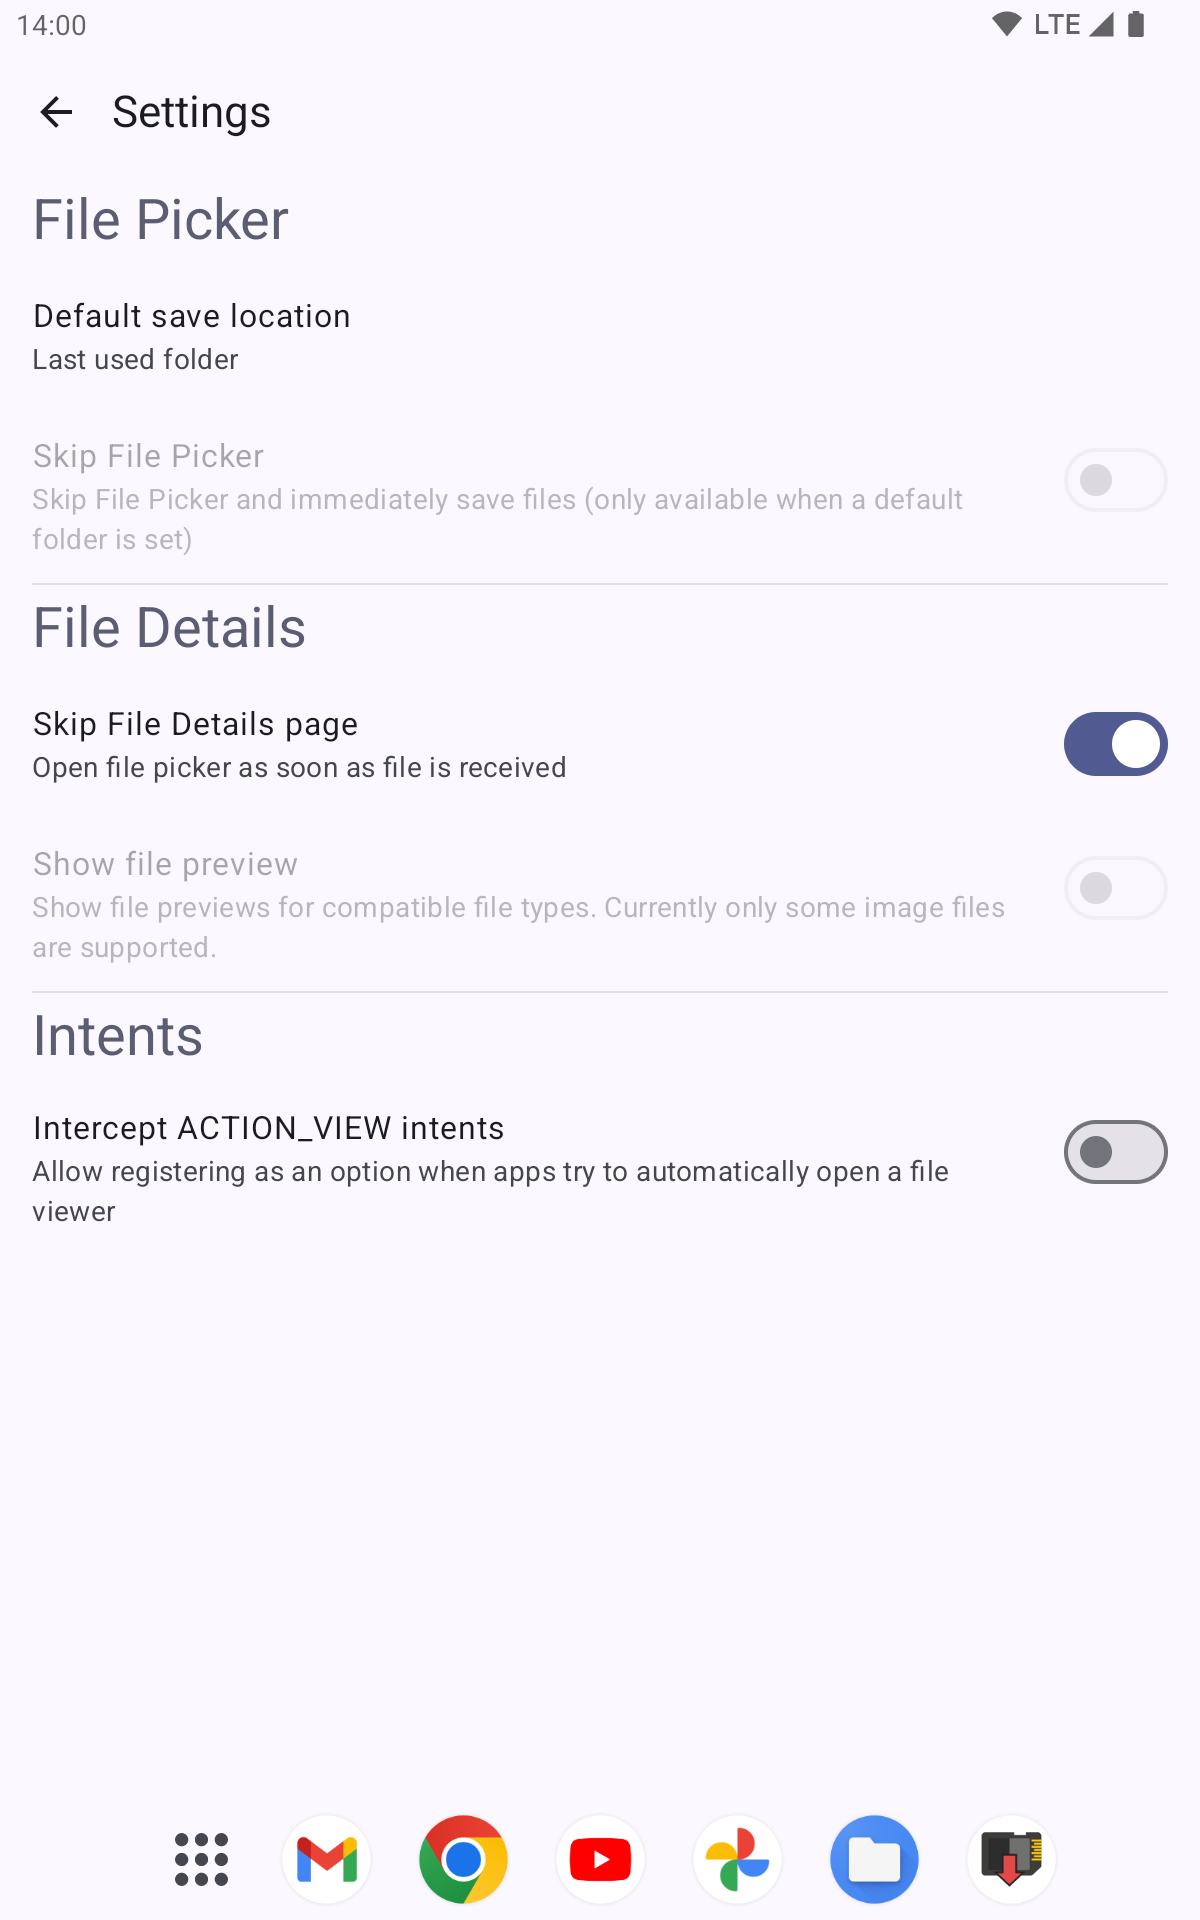 14:00
LTE
Settings
File Picker
Default save location
Last used folder
Skip File Picker
Skip File Picker and immediately save files (only available when a default
folder is set)
File Details
Skip File Details page
Open file picker as soon as file is received
Show file preview
Show file previews for compatible file types. Currently only some image files
are supported.
Intents
Intercept ACTION_VIEW intents
Allow registering as an option when apps try to automatically open a file
viewer